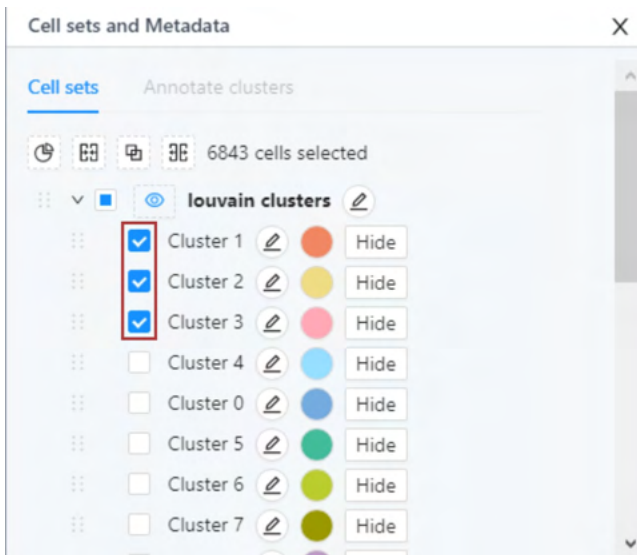 Cell sets and Metadata X
Cell sets Annotate clusters
6843 cells selected
louvain clusters
Cluster 1 Hide
Cluster 2 Hide
Cluster 3 Hide
Cluster 4 Hide
Cluster 0 Hide
Cluster 5 Hide
Cluster 6 Hide
Cluster 7 Hide